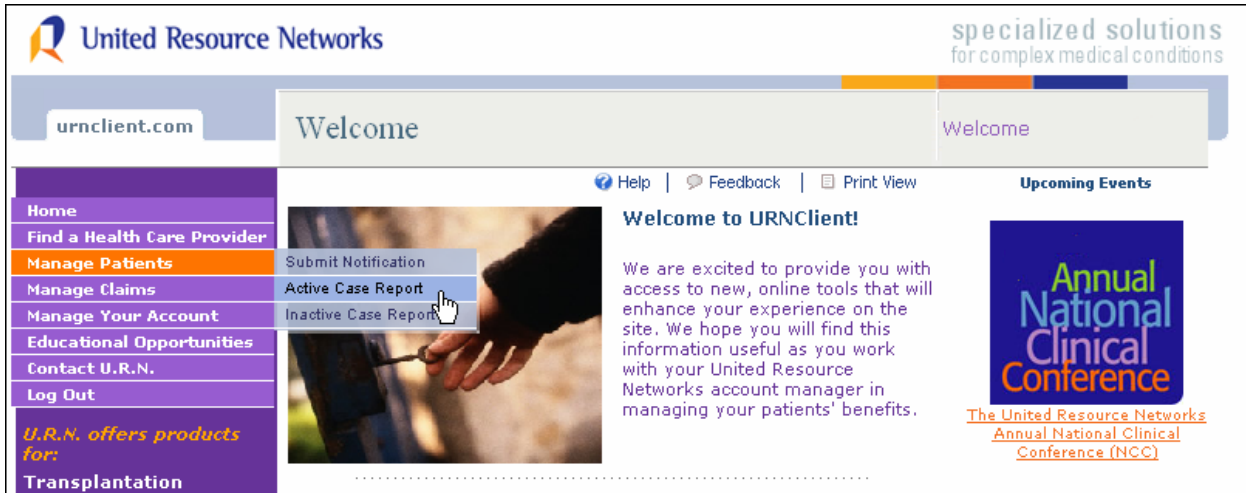 United Resource Networks
specialized solutions
for complex medical conditions
urnclient.com
Welcome
Welcome
Help | Feedback | Print View
Upcoming Events
Home
Find a Health Care Provider
Manage Patients
Manage Claims
Manage Your Account
Educational Opportunities
Contact U.R.N.
Log Out
U.R.N. offers products
for:
Transplantation
Submit Notification
Active Case Report
Inactive Case Report
Welcome to URNClient!
We are excited to provide you with
access to new, online tools that will
enhance your experience on the
site. We hope you will find this
information useful as you work
with your United Resource
Networks account manager in
managing your patients' benefits.
Annual
National
Clinical
Conference
The United Resource Networks
Annual National Clinical
Conference (NCC)